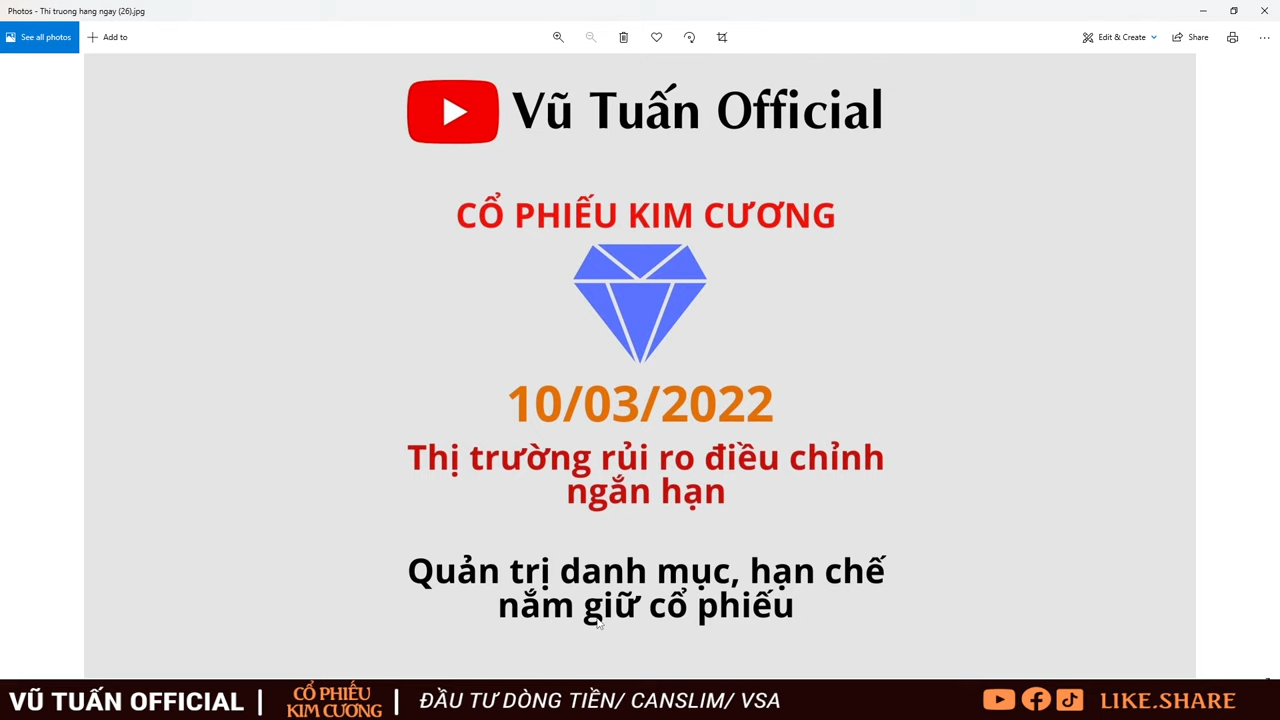 Photos - Thi truong hang ngay (26).jpg
See all photos
Add to
Edit & Create
Share
Vũ Tuấn Official
CỔ PHIẾU KIM CƯƠNG
10/03/2022
Thị trường rủi ro điều chỉnh
ngắn hạn
Quản trị danh mục, hạn chế
nắm giữ cổ phiếu
VŨ TUẤN OFFICIAL | CỔ PHIẾU
KIM CƯƠNG | ĐẦU TƯ DÒNG TIỀN/ CANSLIM/ VSA
LIKE.SHARE